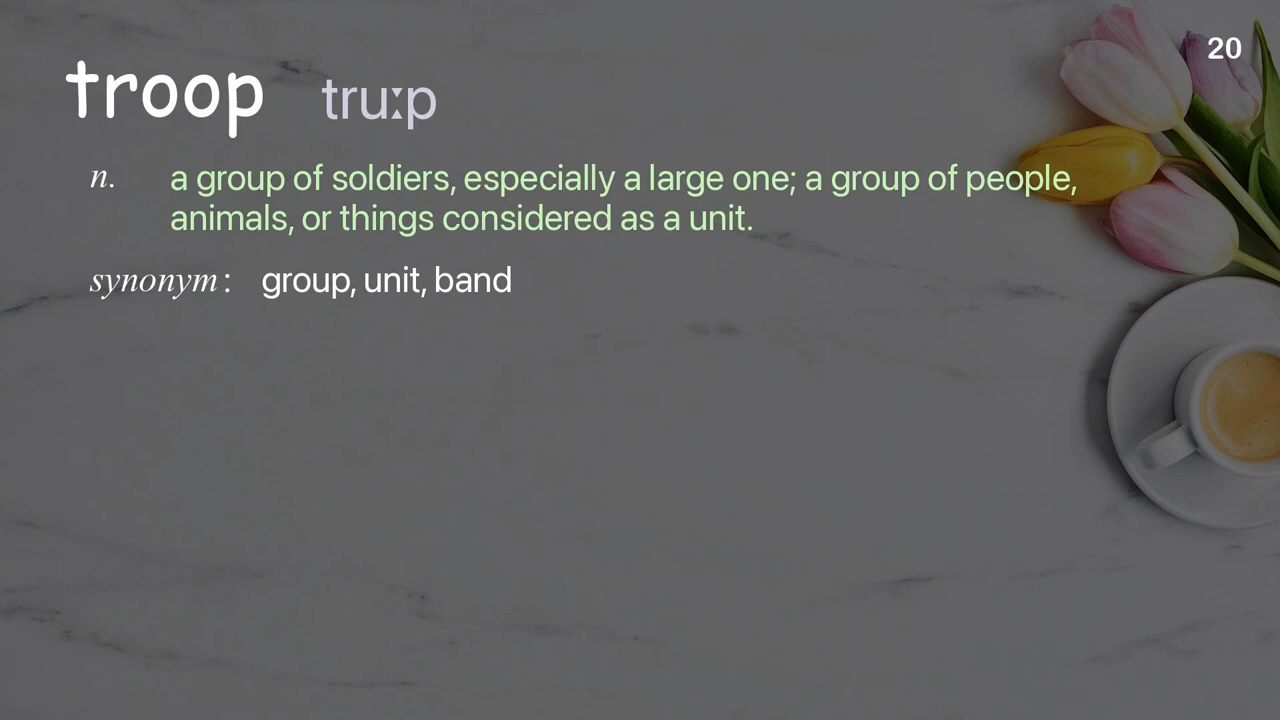 20
troop truːp
n. a group of soldiers, especially a large one; a group of people,
animals, or things considered as a unit.
synonym: group, unit, band